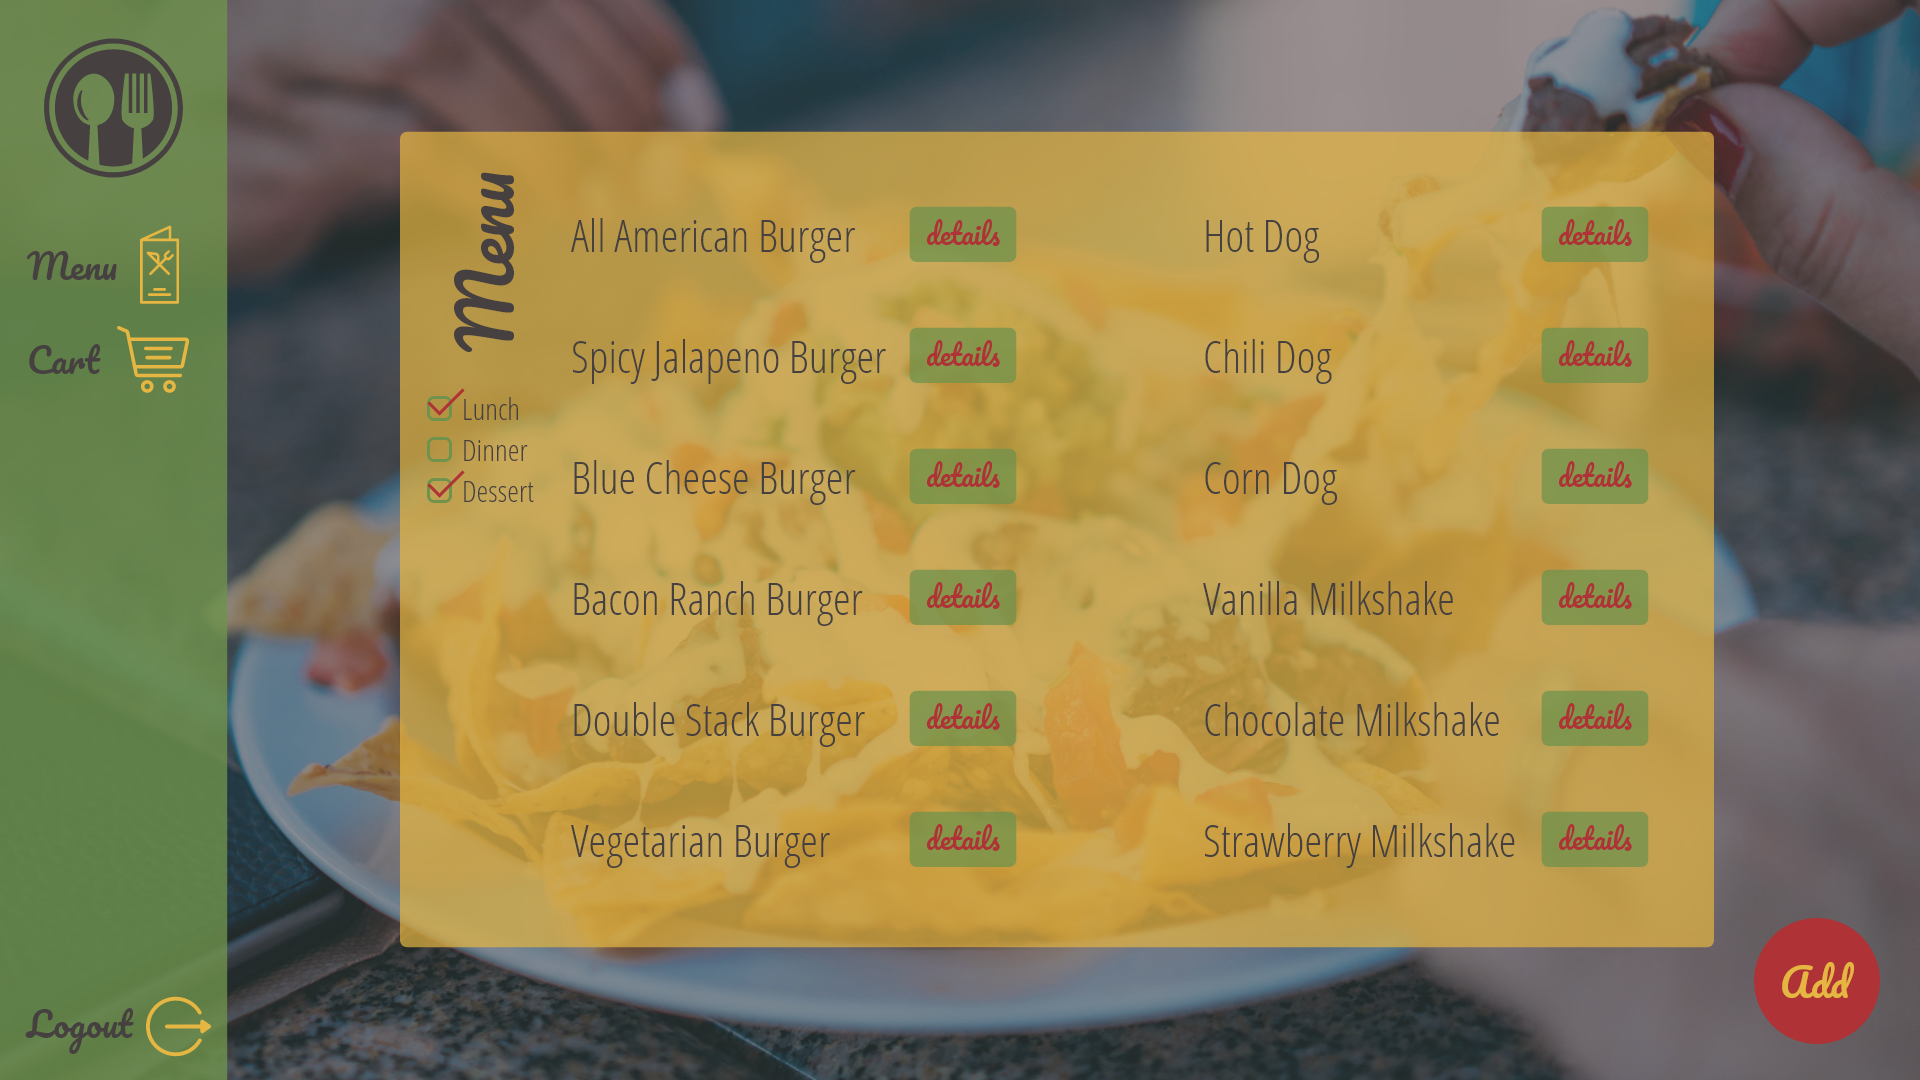 Menu
Cart
Logout
Menu
Lunch
Dinner
Dessert
All American Burger details
Spicy Jalapeno Burger details
Blue Cheese Burger details
Bacon Ranch Burger details
Double Stack Burger details
Vegetarian Burger details
Hot Dog details
Chili Dog details
Corn Dog details
Vanilla Milkshake details
Chocolate Milkshake details
Strawberry Milkshake details
Add